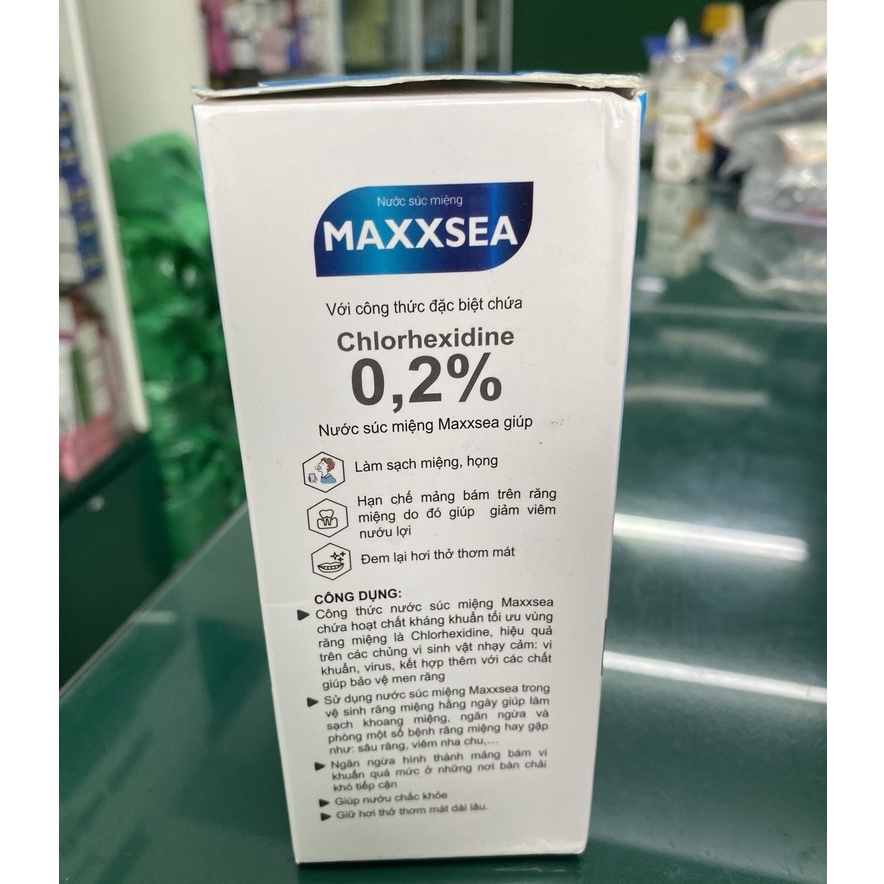 Nước súc miệng
MAXXSEA
Với công thức đặc biệt chứa
Chlorhexidine
0,2%
Nước súc miệng Maxxsea giúp
Làm sạch miệng, họng
Hạn chế mảng bám trên răng
miệng do đó giúp giảm viêm
nướu lợi
Đem lại hơi thở thơm mát
CÔNG DỤNG:
Công thức nước súc miệng Maxxsea
chứa hoạt chất kháng khuẩn tối ưu vùng
răng miệng là Chlorhexidine, hiệu quả
trên các chủng vi sinh vật nhạy cảm: vi
khuẩn, virus, kết hợp thêm với các chất
giúp bảo vệ men răng
Sử dụng nước súc miệng Maxxsea trong
vệ sinh răng miệng hằng ngày giúp làm
sạch khoang miệng, ngăn ngừa và
phòng một số bệnh răng miệng hay gặp
như: sâu răng, viêm nha chu,...
Ngăn ngừa hình thành mảng bám vi
khuẩn quá mức ở những nơi bàn chải
khó tiếp cận
Giúp nướu chắc khỏe
Giữ hơi thở thơm mát dài lâu.